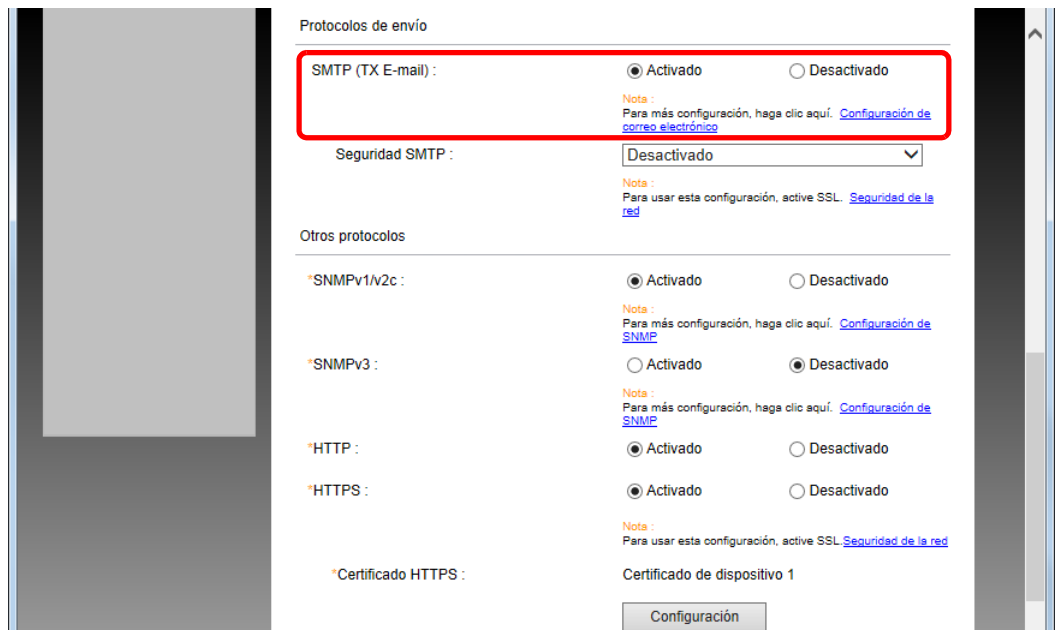 Protocolos de envío
SMTP (TX E-mail) : Activado Desactivado
Nota :
Para más configuración, haga clic aquí. Configuración de
correo electrónico
Seguridad SMTP : Desactivado
Nota :
Para usar esta configuración, active SSL. Seguridad de la
red
Otros protocolos
*SNMPv1/v2c : Activado Desactivado
Nota :
Para más configuración, haga clic aquí. Configuración de
SNMP
*SNMPv3 : Activado Desactivado
Nota :
Para más configuración, haga clic aquí. Configuración de
SNMP
*HTTP : Activado Desactivado
*HTTPS : Activado Desactivado
Nota :
Para usar esta configuración, active SSL.Seguridad de la red
*Certificado HTTPS : Certificado de dispositivo 1
Configuración